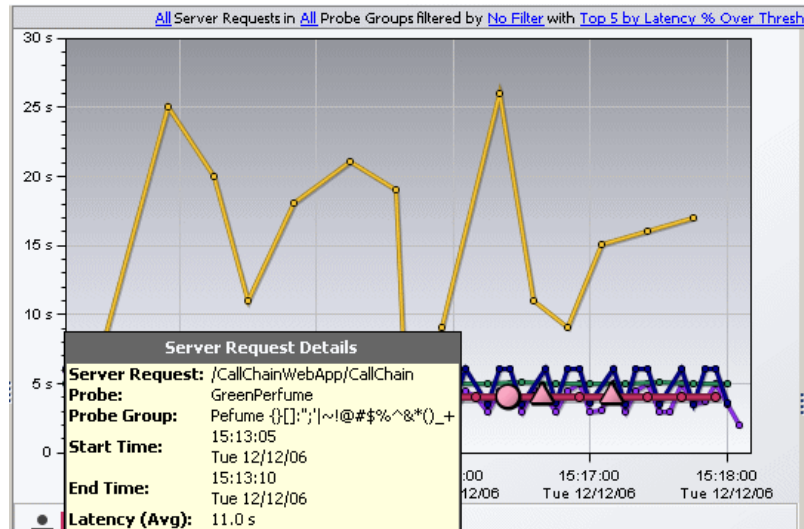 All Server Requests in All Probe Groups filtered by No Filter with Top 5 by Latency % Over Thresh
30 s
25 s
20 s
15 s
10 s
5 s
0
Server Request Details
Server Request: /CallChainWebApp/CallChain
Probe: GreenPerfume
Probe Group: Pefume {}[]:";'|~!@#$%^&*()_+
Start Time: 15:13:05
Tue 12/12/06
End Time: 15:13:10
Tue 12/12/06
Latency (Avg): 11.0 s
:00 15:17:00 15:18:00
12/06 Tue 12/12/06 Tue 12/12/06